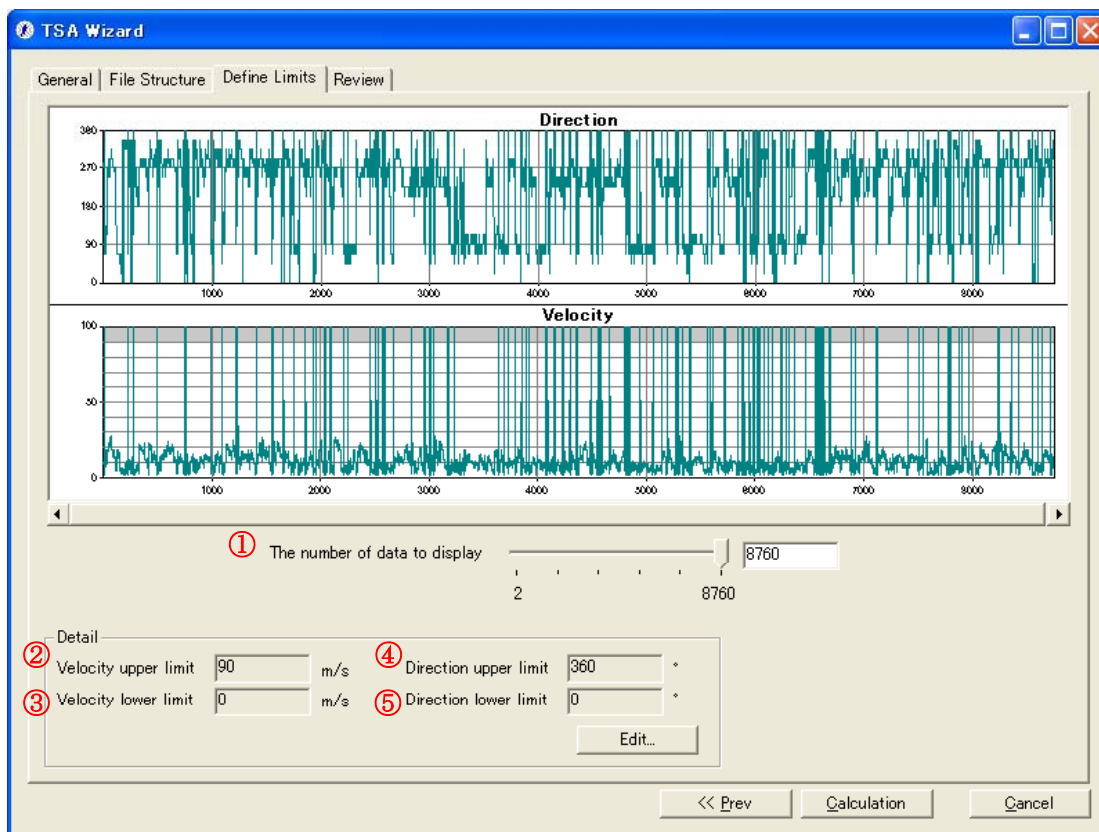 TSA Wizard
General File Structure Define Limits Review
Direction
360
270
180
90
0
1000 2000 3000 4000 5000 6000 7000 8000
Velocity
100
50
0
1000 2000 3000 4000 5000 6000 7000 8000
① The number of data to display 8760
2 8760
Detail
② Velocity upper limit 90 m/s ④ Direction upper limit 360 °
③ Velocity lower limit 0 m/s ⑤ Direction lower limit 0 °
Edit...
<< Prev Calculation Cancel